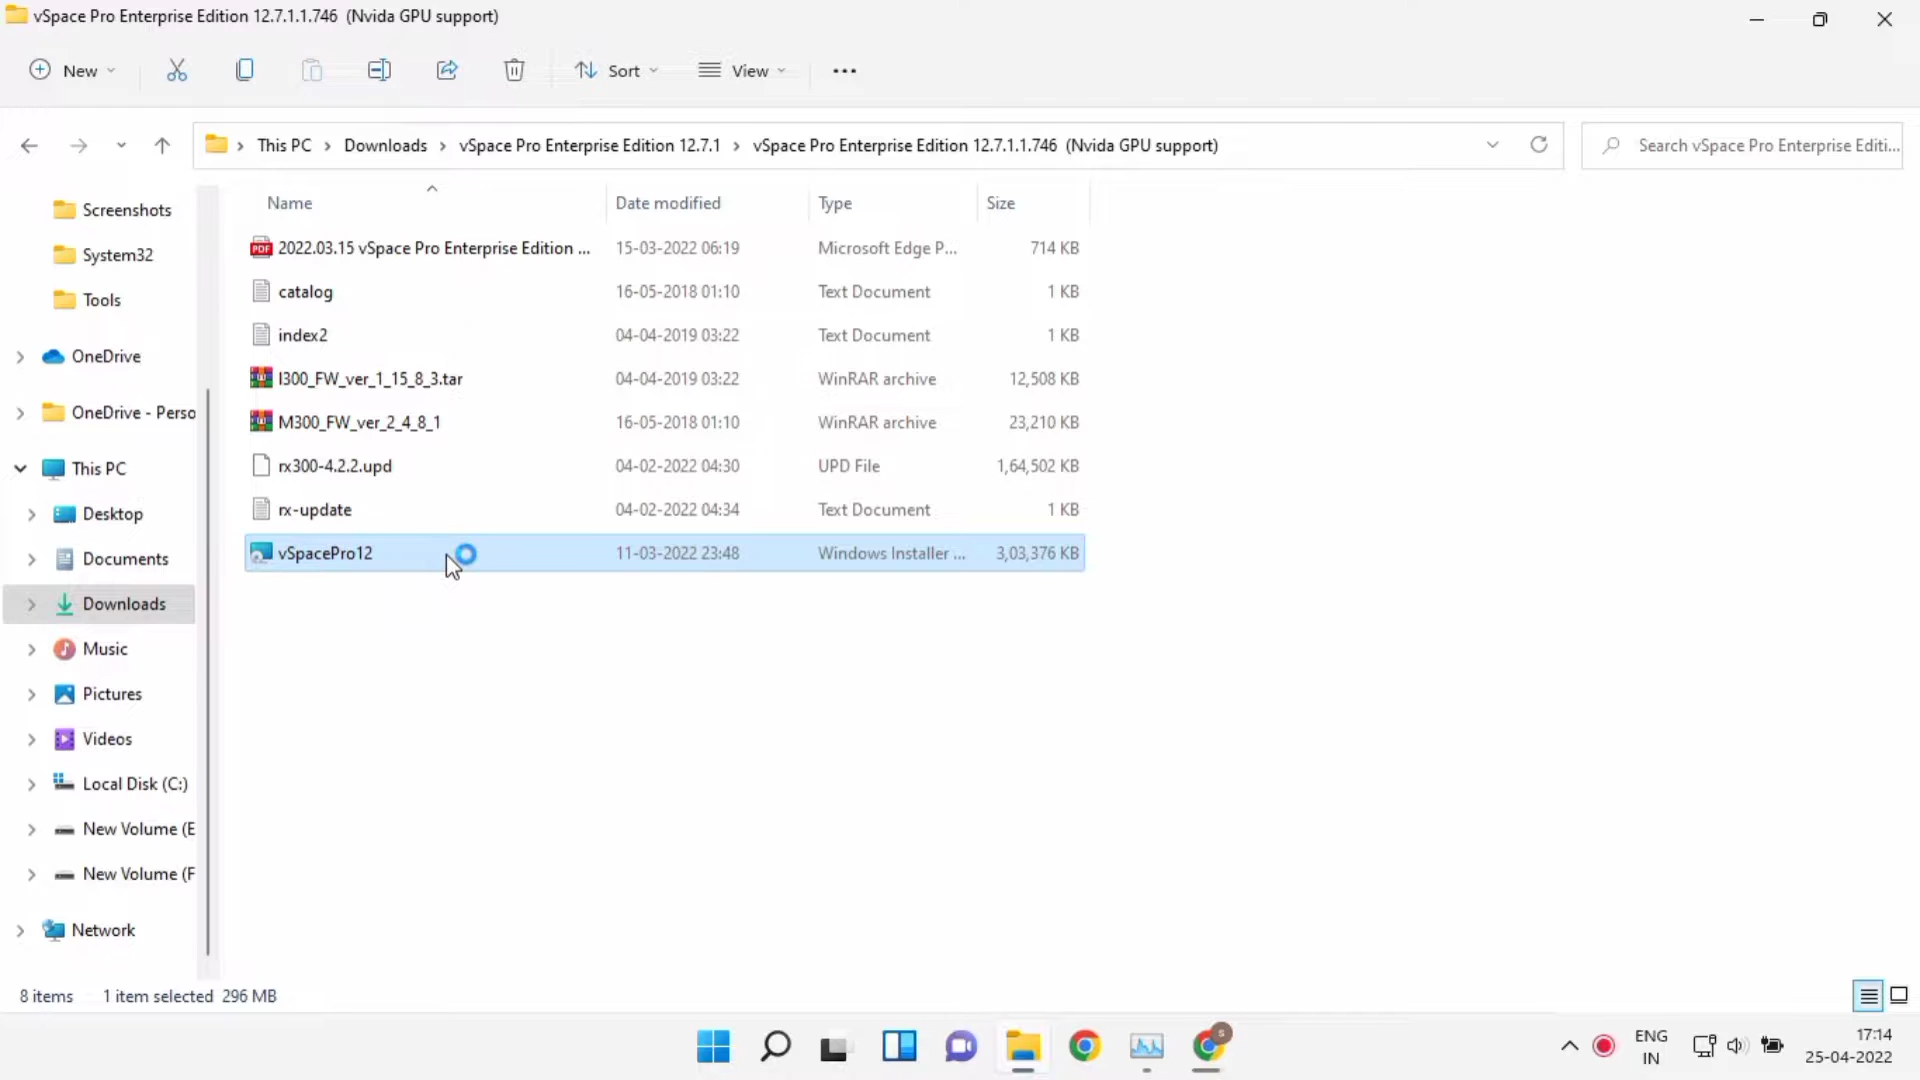 vSpace Pro Enterprise Edition 12.7.1.1.746 (Nvidia GPU support)
New
Sort
View
This PC
Downloads
vSpace Pro Enterprise Edition 12.7.1
vSpace Pro Enterprise Edition 12.7.1.1.746 (Nvidia GPU support)
Search vSpace Pro Enterprise Editi...
Screenshots
System32
Tools
OneDrive
OneDrive - Perso
This PC
Desktop
Documents
Downloads
Music
Pictures
Videos
Local Disk (C:)
New Volume (E
New Volume (F
Network
Name Date modified Type Size
PDF 2022.03.15 vSpace Pro Enterprise Edition ... 15-03-2022 06:19 Microsoft Edge P... 714 KB
catalog 16-05-2018 01:10 Text Document 1 KB
index2 04-04-2019 03:22 Text Document 1 KB
I300_FW_ver_1_15_8_3.tar 04-04-2019 03:22 WinRAR archive 12,508 KB
M300_FW_ver_2_4_8_1 16-05-2018 01:10 WinRAR archive 23,210 KB
rx300-4.2.2.upd 04-02-2022 04:30 UPD File 1,64,502 KB
rx-update 04-02-2022 04:34 Text Document 1 KB
vSpacePro12 11-03-2022 23:48 Windows Installer ... 3,03,376 KB
8 items 1 item selected 296 MB
S
ENG
IN
17:14
25-04-2022